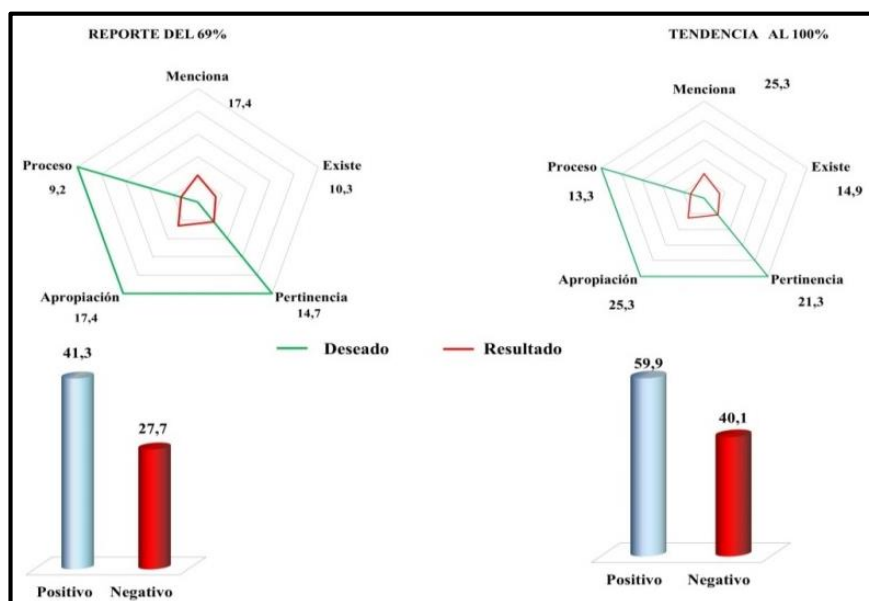 REPORTE DEL 69%
Menciona
17,4
Proceso
9,2
Existe
10,3
Apropiación
17,4
Pertinencia
14,7
TENDENCIA AL 100%
Menciona
25,3
Proceso
13,3
Existe
14,9
Apropiación
25,3
Pertinencia
21,3
Deseado
Resultado
41,3
27,7
Positivo Negativo
59,9
40,1
Positivo Negativo